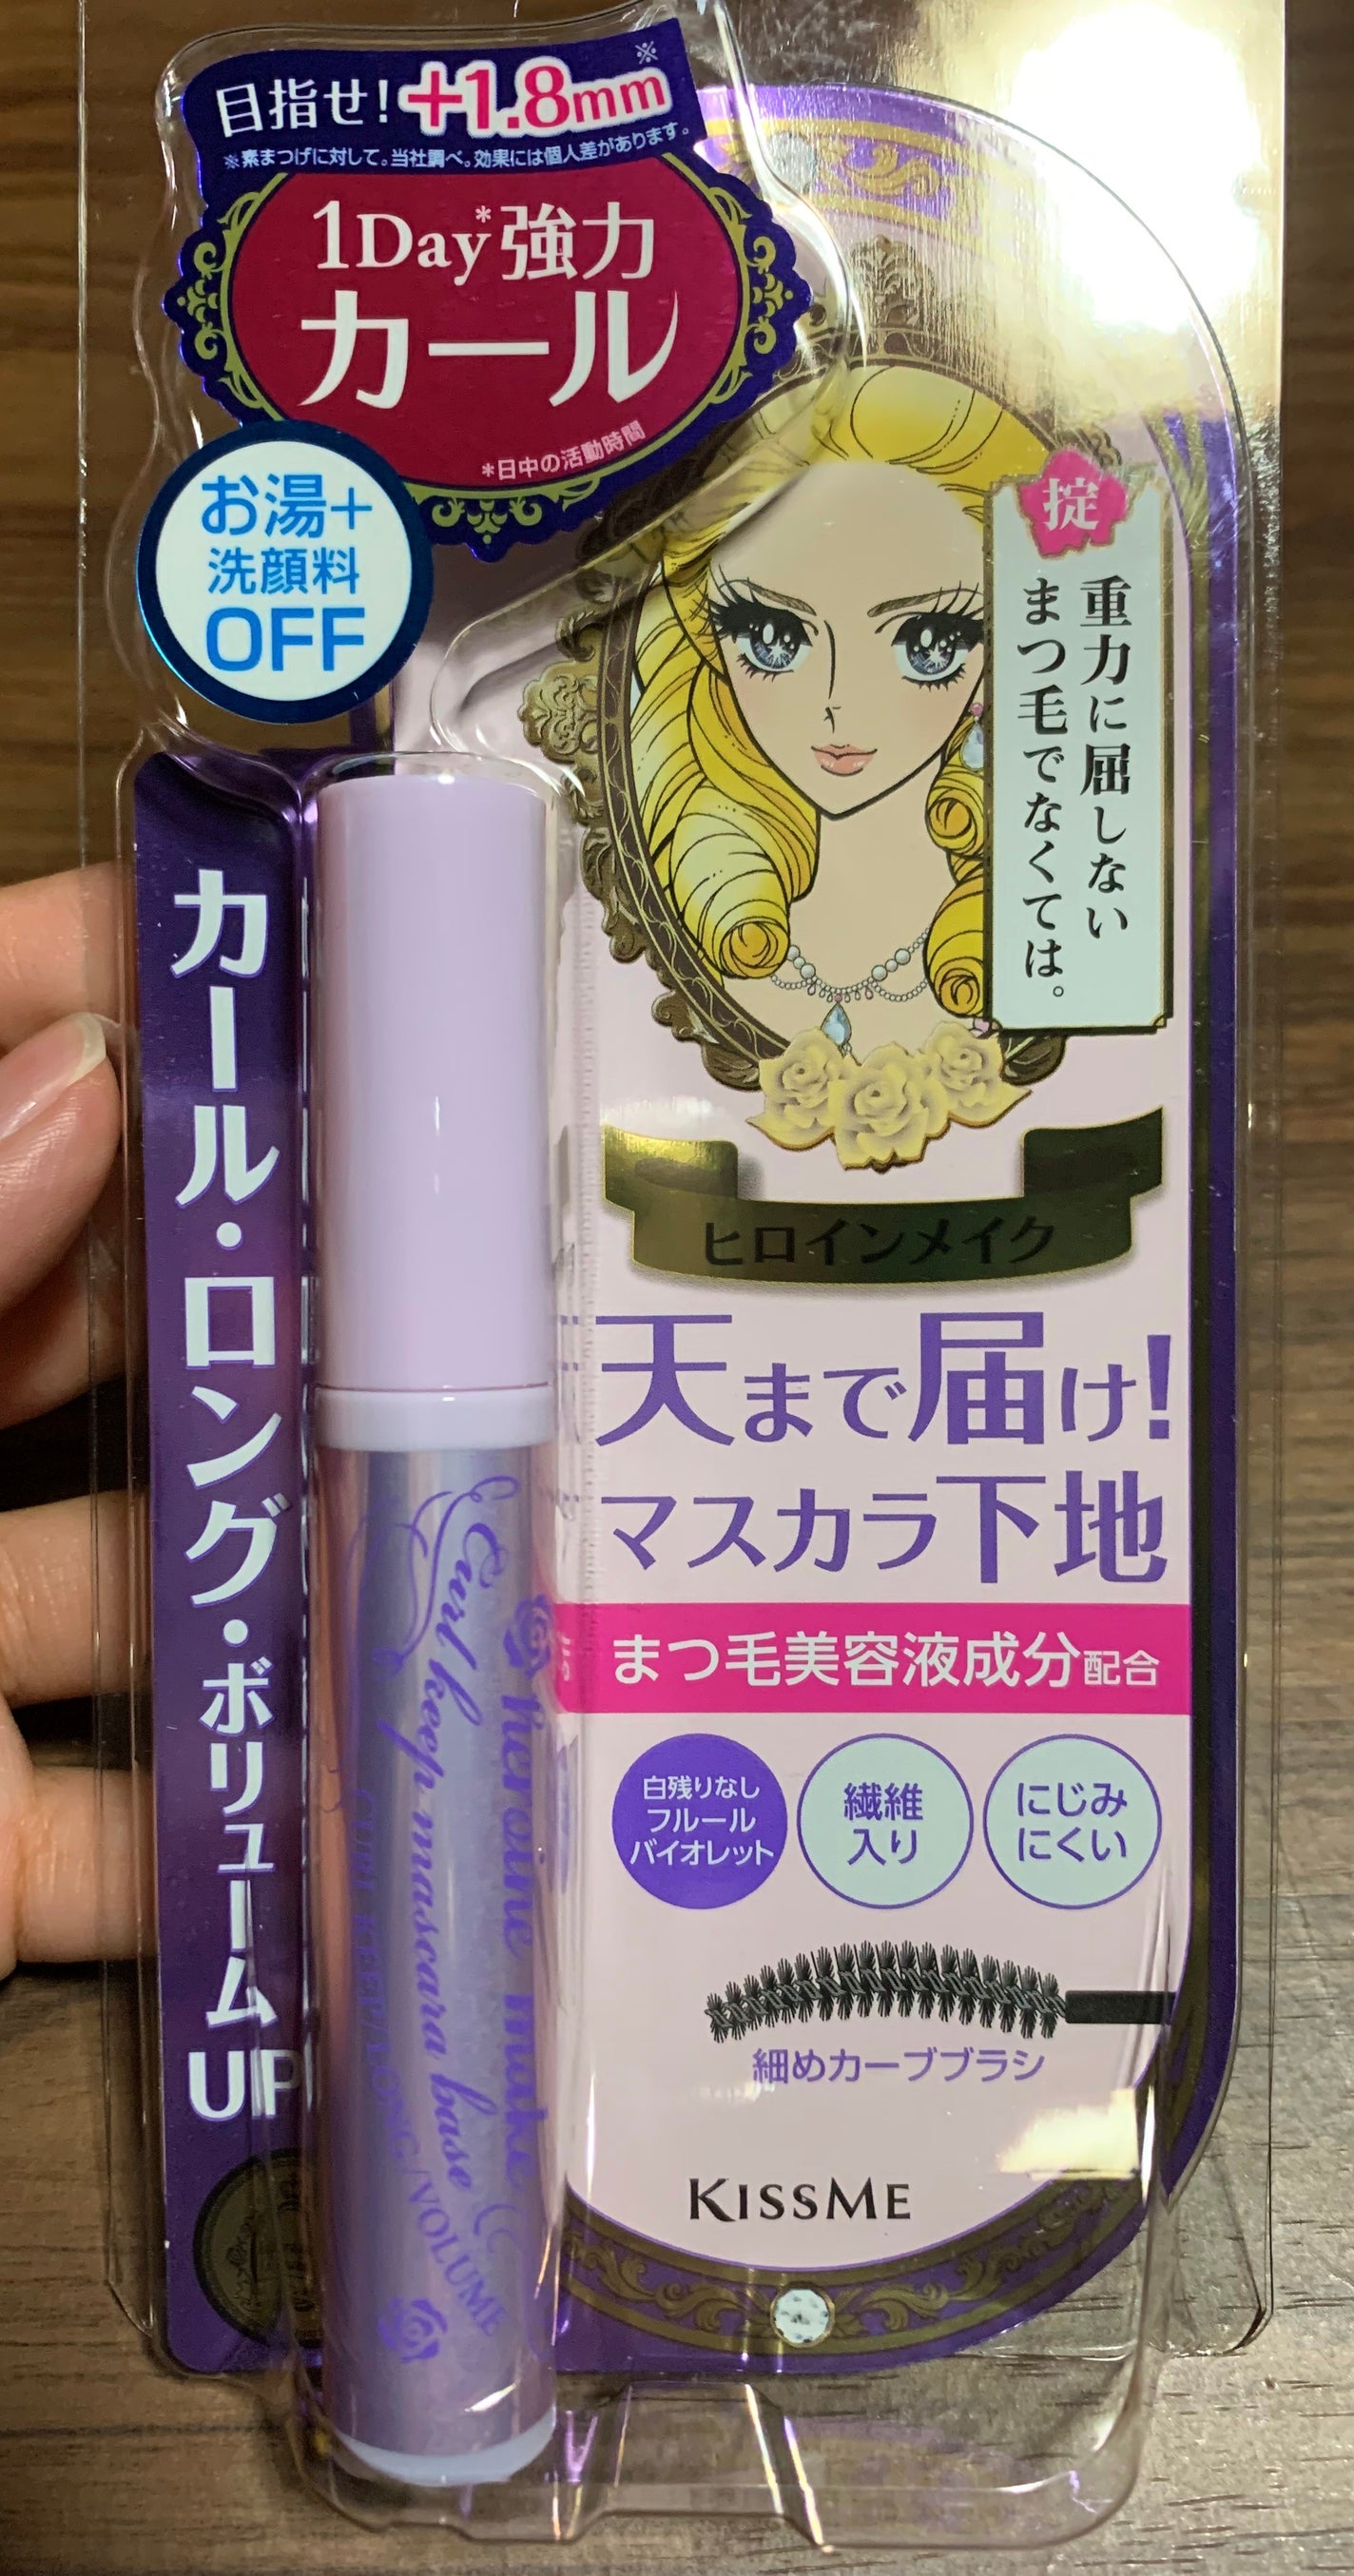 目指せ!+1.8mm※
※素まつげに対して。当社調べ。効果には個人差があります。
1Day*強力
カール
*日中の活動時間
お湯+
洗顔料
OFF
掟
重力に屈しない
まつ毛でなくては。
カール・ロング・ボリュームUP
ヒロインメイク
天まで届け!
マスカラ下地
まつ毛美容液成分配合
白残りなし
フルール
バイオレット
繊維
入り
にじみ
にくい
細めカーブブラシ
KISSME
heroine make
Curl keep mascara base
CURL KEEP/LONG/VOLUME